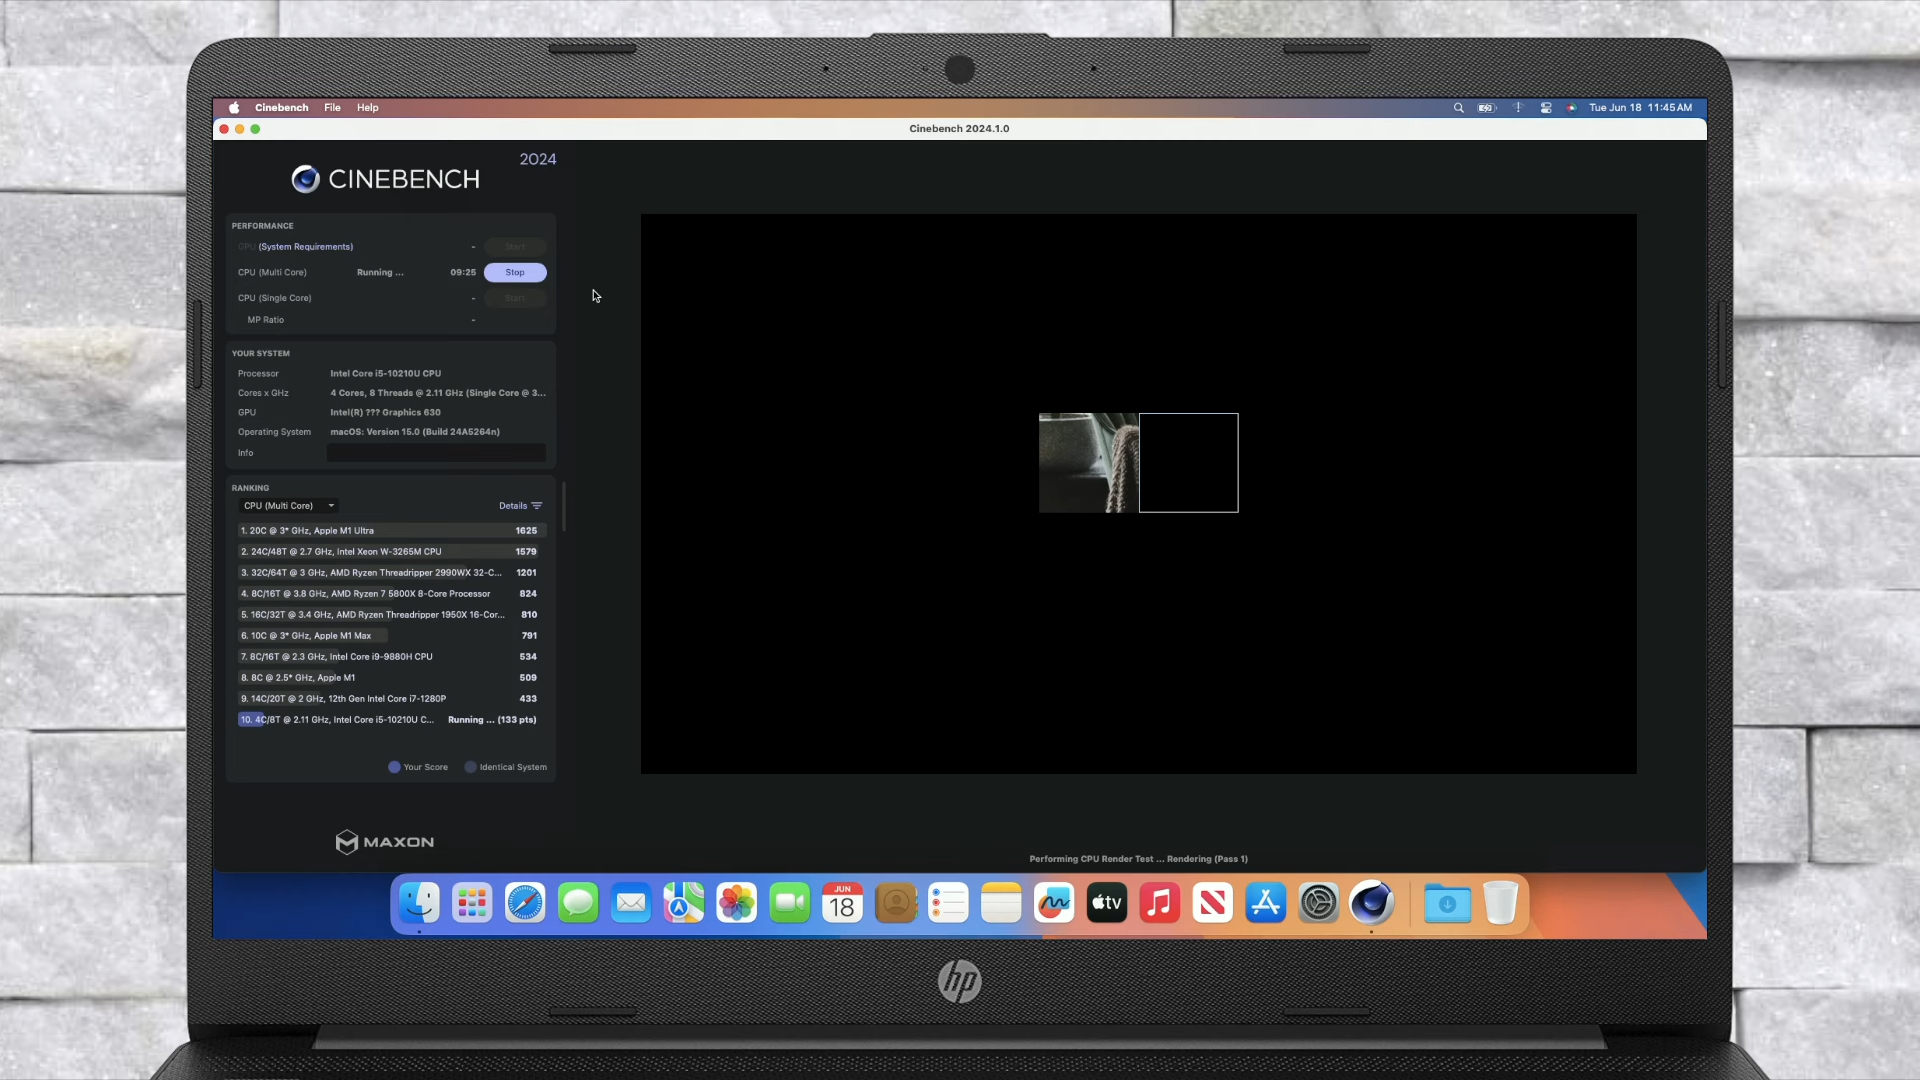 Cinebench File Help
Tue Jun 18 11:45 AM
Cinebench 2024.1.0
2024
CINEBENCH
PERFORMANCE
GPU (System Requirements) - Start
CPU (Multi Core) Running ... 09:25 Stop
CPU (Single Core) - Start
MP Ratio -
YOUR SYSTEM
Processor Intel Core i5-10210U CPU
Cores x GHz 4 Cores, 8 Threads @ 2.11 GHz (Single Core @ 3...
GPU Intel(R) ??? Graphics 630
Operating System macOS: Version 15.0 (Build 24A5264n)
Info
RANKING
CPU (Multi Core) Details
1. 20C @ 3* GHz, Apple M1 Ultra 1625
2. 24C/48T @ 2.7 GHz, Intel Xeon W-3265M CPU 1579
3. 32C/64T @ 3 GHz, AMD Ryzen Threadripper 2990WX 32-C... 1201
4. 8C/16T @ 3.8 GHz, AMD Ryzen 7 5800X 8-Core Processor 824
5. 16C/32T @ 3.4 GHz, AMD Ryzen Threadripper 1950X 16-Cor... 810
6. 10C @ 3* GHz, Apple M1 Max 791
7. 8C/16T @ 2.3 GHz, Intel Core i9-9880H CPU 534
8. 8C @ 2.5* GHz, Apple M1 509
9. 14C/20T @ 2 GHz, 12th Gen Intel Core i7-1280P 433
10. 4C/8T @ 2.11 GHz, Intel Core i5-10210U C... Running ... (133 pts)
Your Score Identical System
MAXON
Performing CPU Render Test ... Rendering (Pass 1)
JUN
18
tv
hp